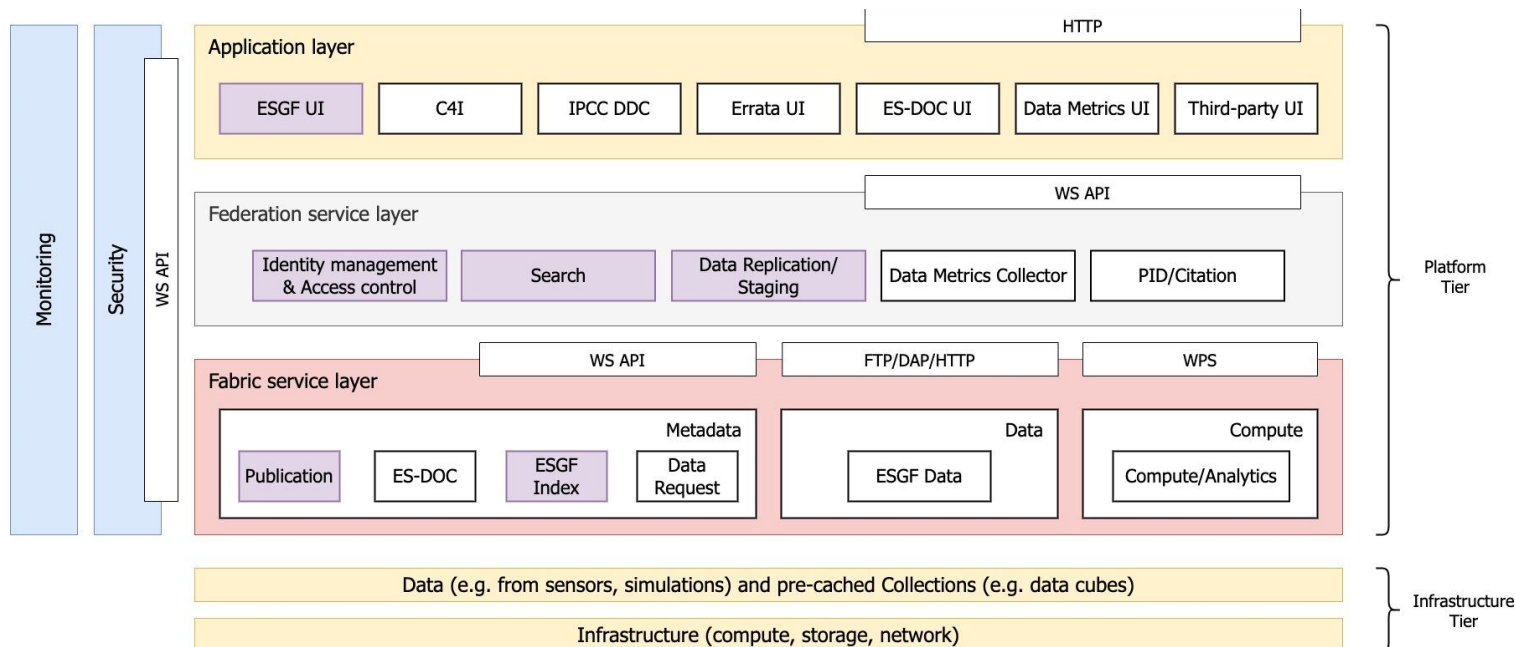 HTTP
Application layer
ESGF UI
C4I
IPCC DDC
Errata UI
ES-DOC UI
Data Metrics UI
Third-party UI
Monitoring
Security
WS API
WS API
Federation service layer
Identity management
& Access control
Search
Data Replication/
Staging
Data Metrics Collector
PID/Citation
Platform
Tier
WS API
FTP/DAP/HTTP
WPS
Fabric service layer
Metadata
Publication
ES-DOC
ESGF
Index
Data
Request
Data
ESGF Data
Compute
Compute/Analytics
Data (e.g. from sensors, simulations) and pre-cached Collections (e.g. data cubes)
Infrastructure (compute, storage, network)
Infrastructure
Tier